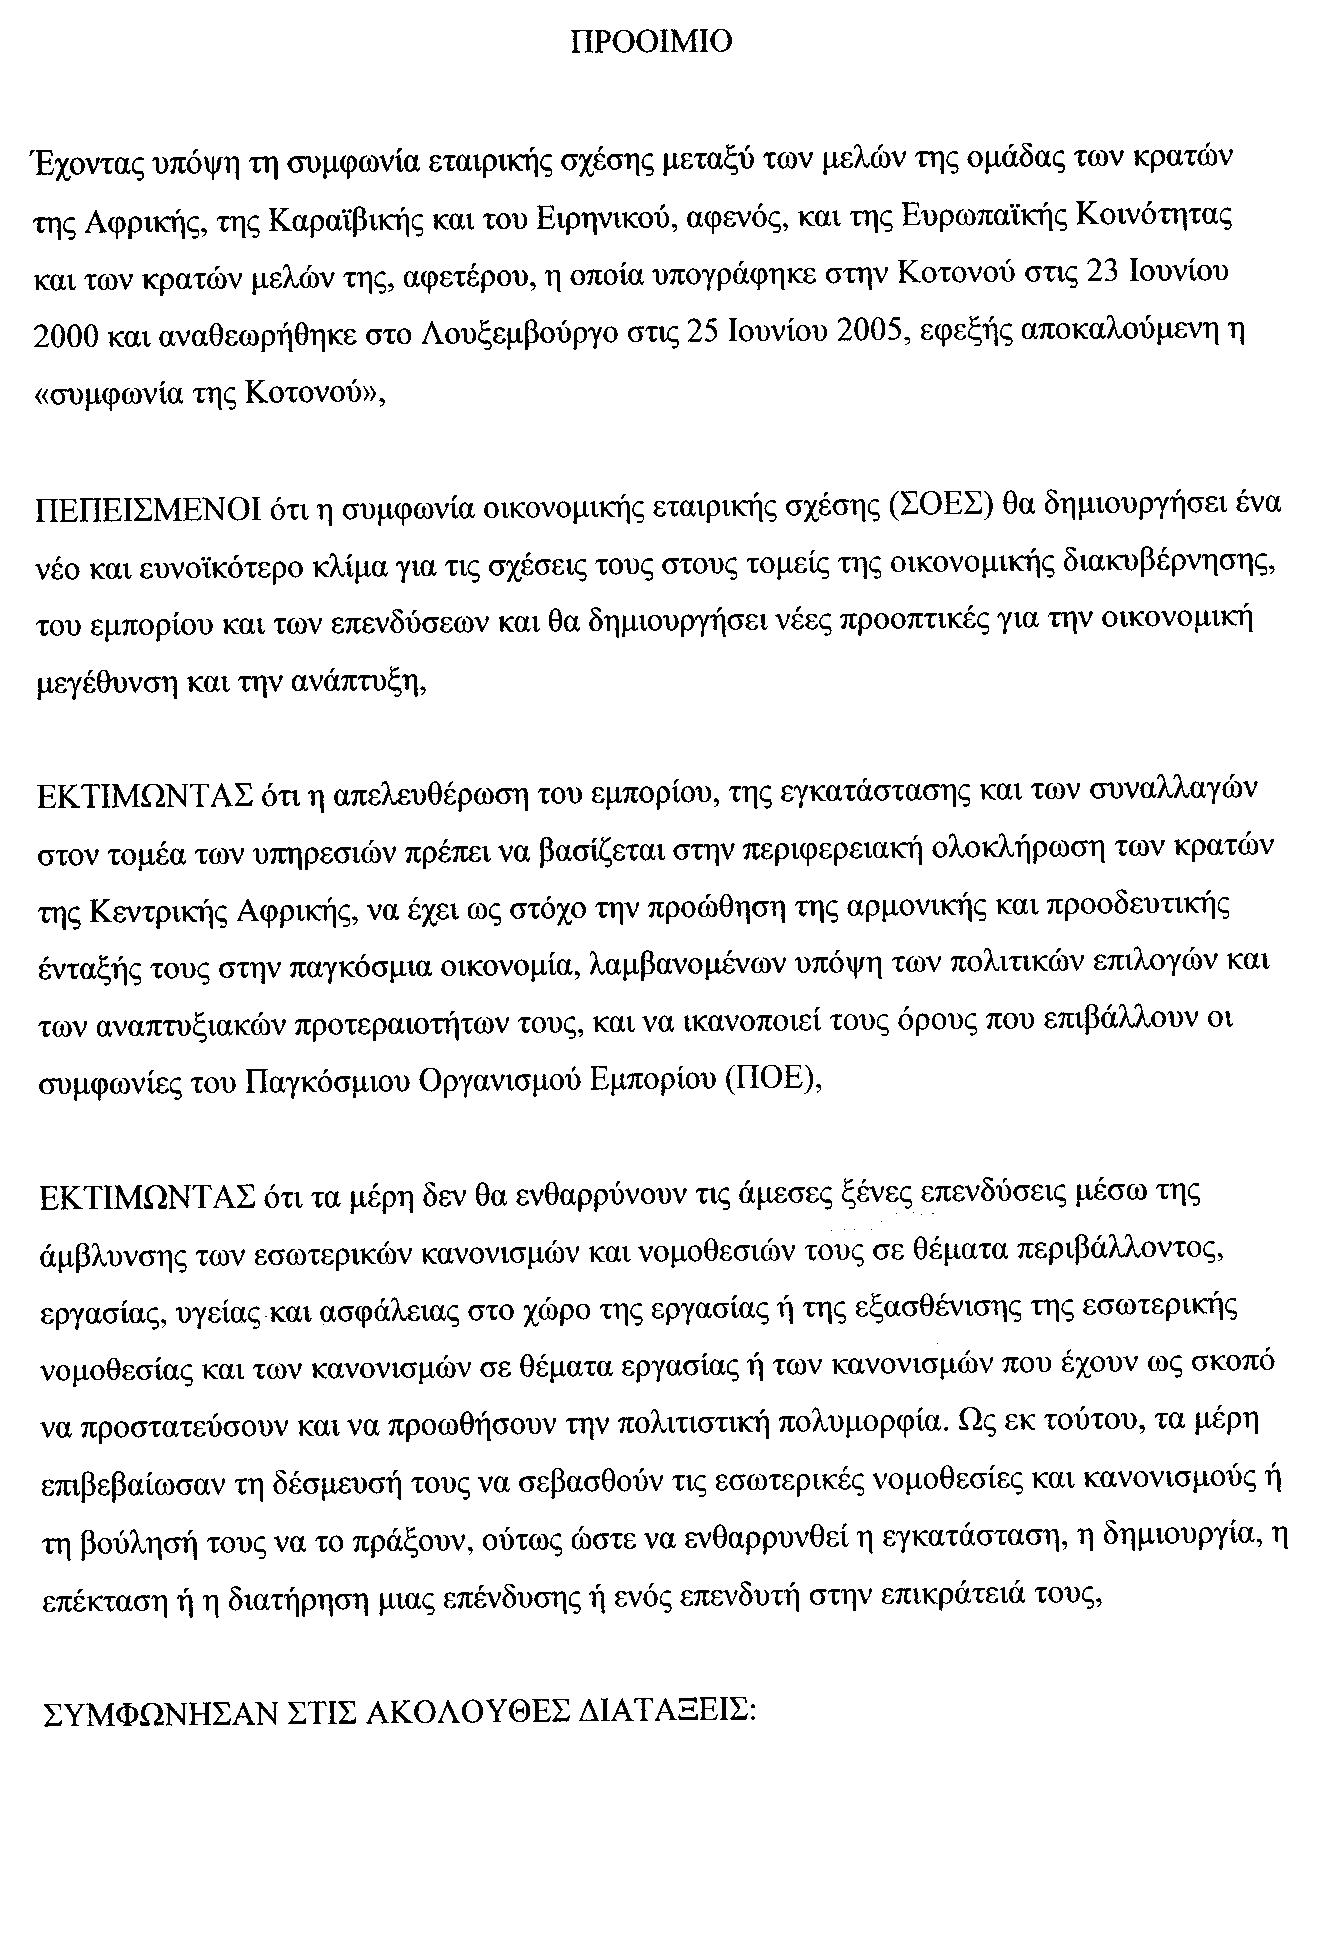 ΠΡΟΟΙΜΙΟ
Έχοντας υπόψη τη συμφωνία εταιρικής σχέσης μεταξύ των μελών της ομάδας των κρατών
της Αφρικής, της Καραϊβικής και του Ειρηνικού, αφενός, και της Ευρωπαϊκής Κοινότητας
και των κρατών μελών της, αφετέρου, η οποία υπογράφηκε στην Κοτονού στις 23 Ιουνίου
2000 και αναθεωρήθηκε στο Λουξεμβούργο στις 25 Ιουνίου 2005, εφεξής αποκαλούμενη η
«συμφωνία της Κοτονού»,
ΠΕΠΕΙΣΜΕΝΟΙ ότι η συμφωνία οικονομικής εταιρικής σχέσης (ΣΟΕΣ) θα δημιουργήσει ένα
νέο και ευνοϊκότερο κλίμα για τις σχέσεις τους στους τομείς της οικονομικής διακυβέρνησης,
του εμπορίου και των επενδύσεων και θα δημιουργήσει νέες προοπτικές για την οικονομική
μεγέθυνση και την ανάπτυξη,
ΕΚΤΙΜΩΝΤΑΣ ότι η απελευθέρωση του εμπορίου, της εγκατάστασης και των συναλλαγών
στον τομέα των υπηρεσιών πρέπει να βασίζεται στην περιφερειακή ολοκλήρωση των κρατών
της Κεντρικής Αφρικής, να έχει ως στόχο την προώθηση της αρμονικής και προοδευτικής
ένταξής τους στην παγκόσμια οικονομία, λαμβανομένων υπόψη των πολιτικών επιλογών και
των αναπτυξιακών προτεραιοτήτων τους, και να ικανοποιεί τους όρους που επιβάλλουν οι
συμφωνίες του Παγκόσμιου Οργανισμού Εμπορίου (ΠΟΕ),
ΕΚΤΙΜΩΝΤΑΣ ότι τα μέρη δεν θα ενθαρρύνουν τις άμεσες ξένες επενδύσεις μέσω της
άμβλυνσης των εσωτερικών κανονισμών και νομοθεσιών τους σε θέματα περιβάλλοντος,
εργασίας, υγείας και ασφάλειας στο χώρο της εργασίας ή της εξασθένισης της εσωτερικής
νομοθεσίας και των κανονισμών σε θέματα εργασίας ή των κανονισμών που έχουν ως σκοπό
να προστατεύσουν και να προωθήσουν την πολιτιστική πολυμορφία. Ως εκ τούτου, τα μέρη
επιβεβαίωσαν τη δέσμευσή τους να σεβασθούν τις εσωτερικές νομοθεσίες και κανονισμούς ή
τη βούλησή τους να το πράξουν, ούτως ώστε να ενθαρρυνθεί η εγκατάσταση, η δημιουργία, η
επέκταση ή η διατήρηση μιας επένδυσης ή ενός επενδυτή στην επικράτειά τους,
ΣΥΜΦΩΝΗΣΑΝ ΣΤΙΣ ΑΚΟΛΟΥΘΕΣ ΔΙΑΤΑΞΕΙΣ: